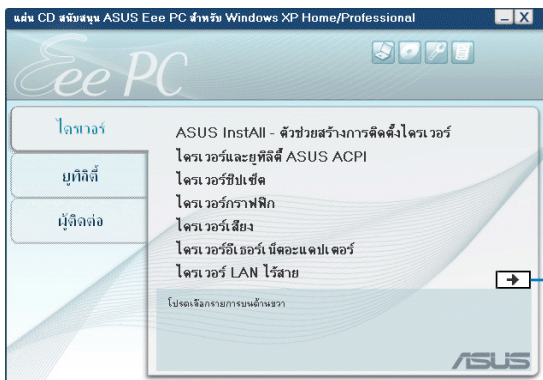 แผ่น CD สนับสนุน ASUS Eee PC สำหรับ Windows XP Home/Professional
Eee PC
ไดรเวอร์
ยูทิลิตี้
ผู้ติดต่อ
ASUS InstAll - ตัวช่วยสร้างการติดตั้งไดรเวอร์
ไดรเวอร์และยูทิลิตี้ ASUS ACPI
ไดรเวอร์ชิปเซ็ต
ไดรเวอร์กราฟฟิก
ไดรเวอร์เสียง
ไดรเวอร์อีเธอร์เน็ตอะแดปเตอร์
ไดรเวอร์ LAN ไร้สาย
โปรดเลือกรายการบนด้านขวา
ASUS